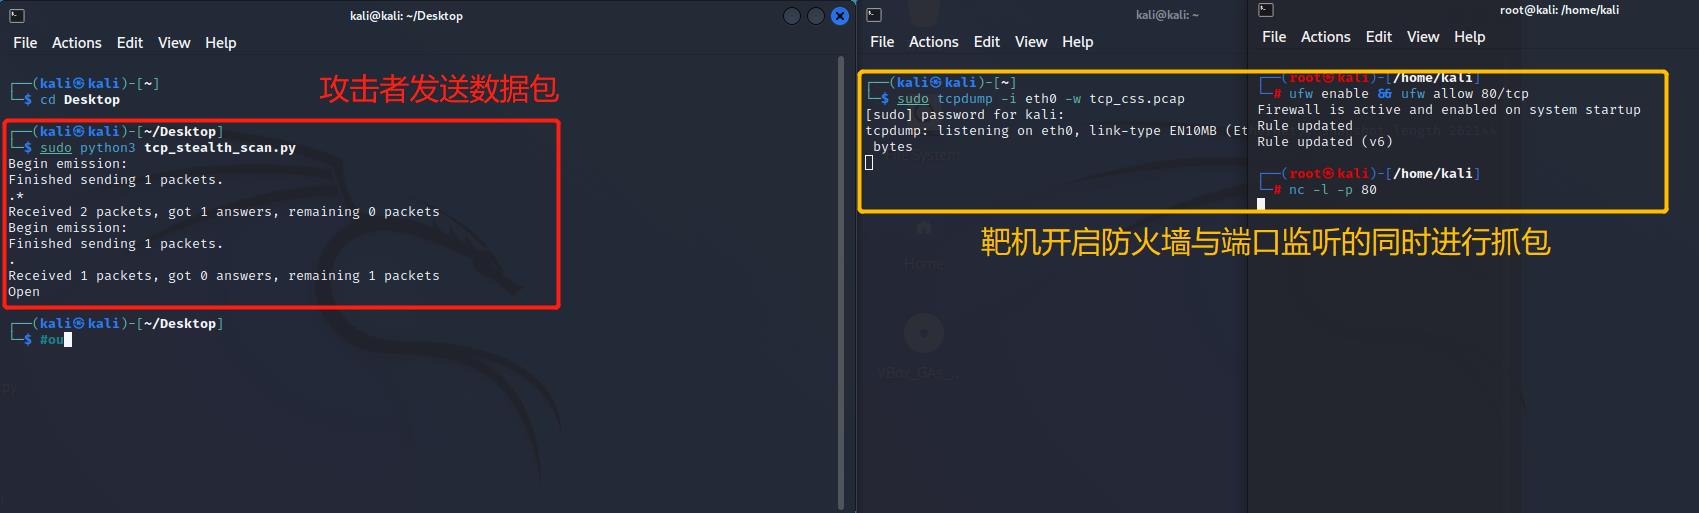 kali@kali: ~/Desktop
File Actions Edit View Help
攻击者发送数据包
┌──(kali㉿kali)-[~]
└─$ cd Desktop
┌──(kali㉿kali)-[~/Desktop]
└─$ sudo python3 tcp_stealth_scan.py
Begin emission:
Finished sending 1 packets.
.*
Received 2 packets, got 1 answers, remaining 0 packets
Begin emission:
Finished sending 1 packets.
.
Received 1 packets, got 0 answers, remaining 1 packets
Open
┌──(kali㉿kali)-[~/Desktop]
└─$ #ou
kali@kali: ~
File Actions Edit View Help
┌──(kali㉿kali)-[~]
└─$ sudo tcpdump -i eth0 -w tcp_css.pcap
[sudo] password for kali:
tcpdump: listening on eth0, link-type EN10MB (Et
bytes
root@kali: /home/kali
File Actions Edit View Help
┌──(root㉿kali)-[/home/kali]
└─# ufw enable && ufw allow 80/tcp
Firewall is active and enabled on system startup
Rule updated
Rule updated (v6)
┌──(root㉿kali)-[/home/kali]
└─# nc -l -p 80
靶机开启防火墙与端口监听的同时进行抓包
Home
VBox_GAs_...